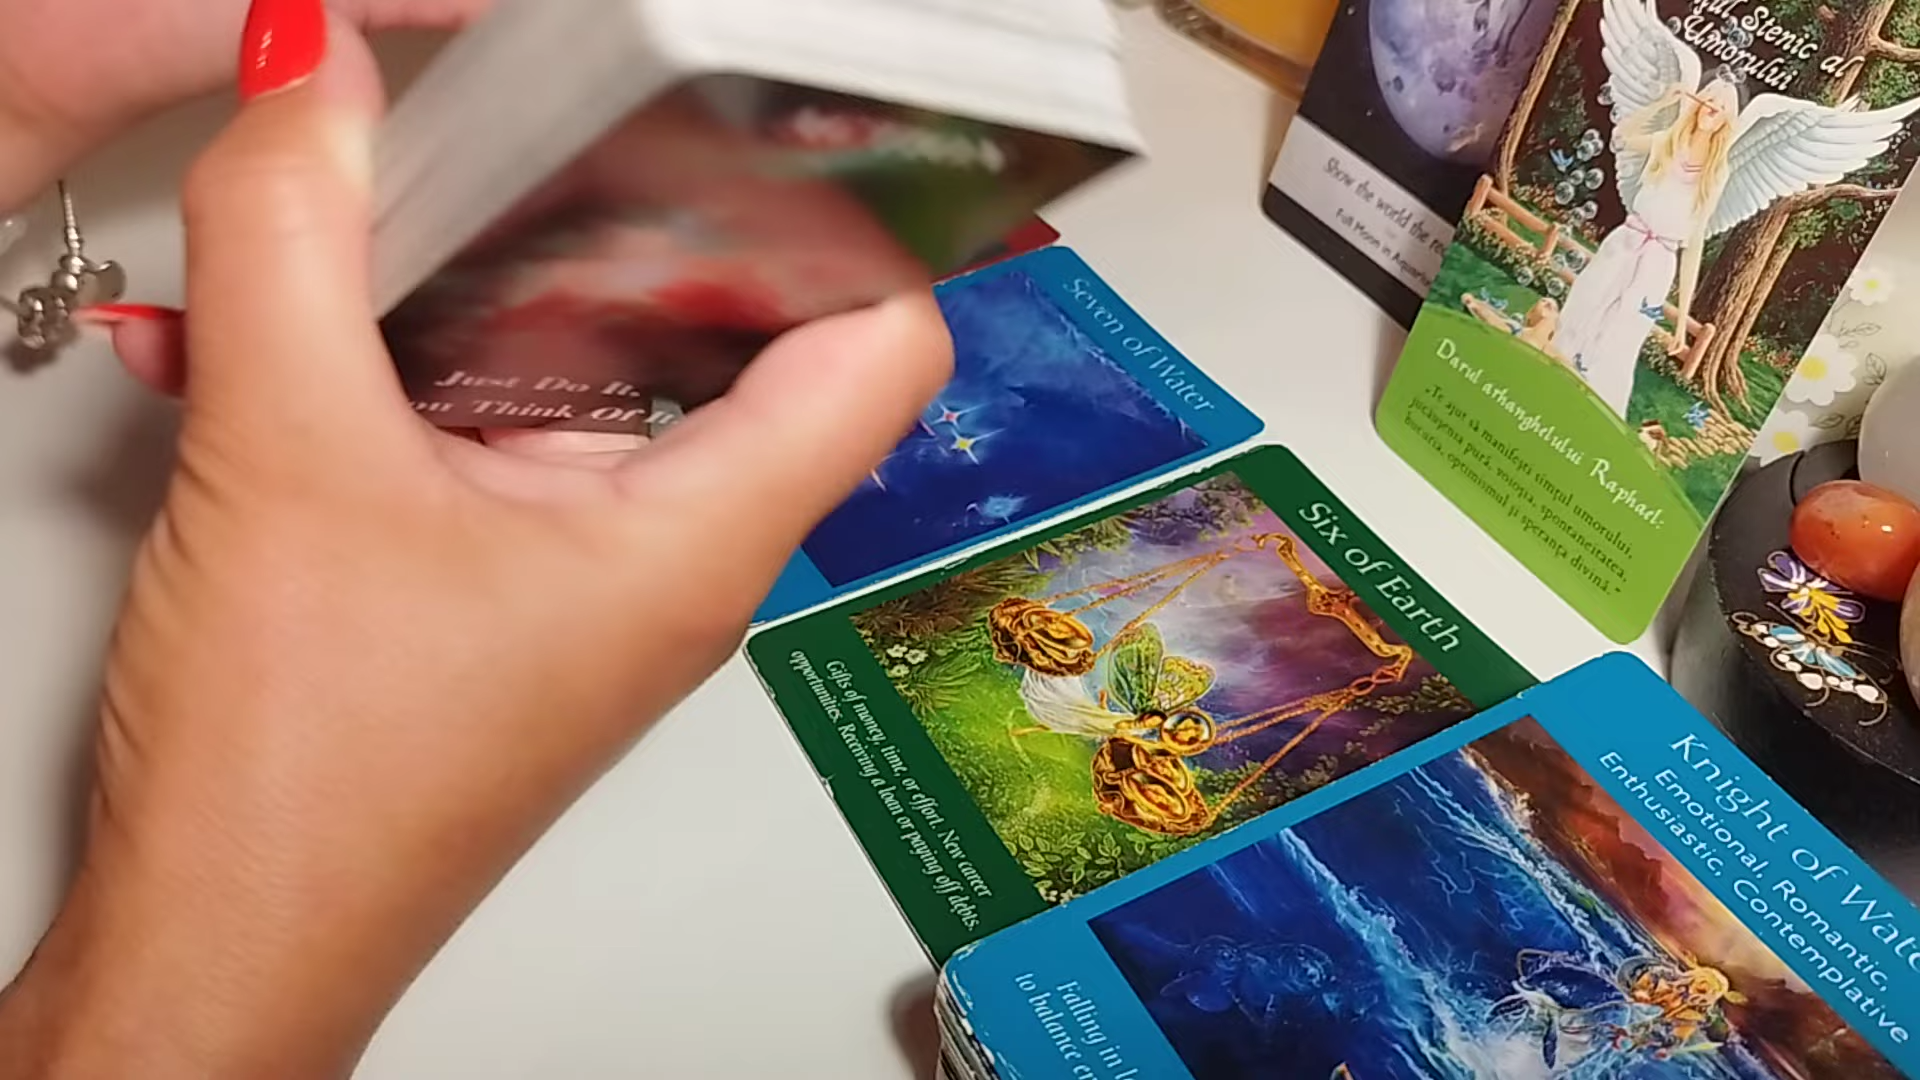 Just Do It.
Think Of It
Seven of Water
Six of Earth
Gifts of money, time, or effort. New career
opportunities. Receiving a loan or paying off debts.
Knight of Water
Emotional, Romantic,
Enthusiastic, Contemplative
Falling in
to balance
Show the world the
Full Moon in Aquarius
Stenic al
Umorului
Darul arhanghelului Raphael:
„Te ajut să manifești simțul umorului,
jucăușenia pură, voioșia, spontaneitatea,
bucuria, optimismul și speranța divină."